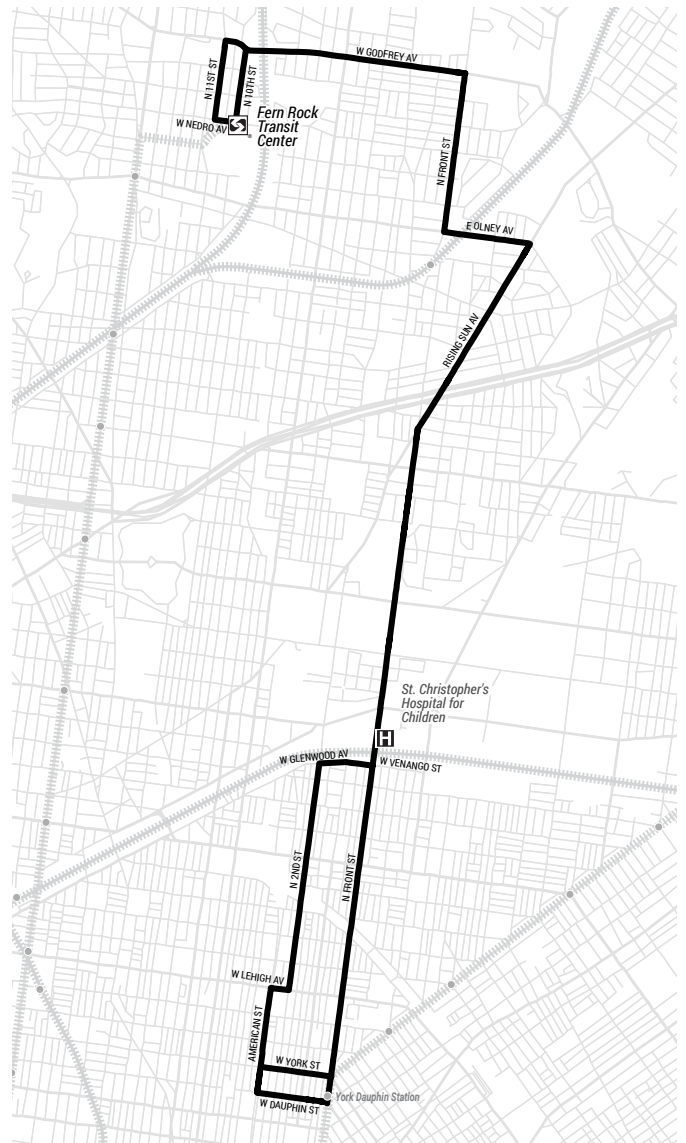 W GODFREY AV
N 11ST ST
N 10TH ST
Fern Rock
Transit
Center
W NEDRO AV
N FRONT ST
E OLNEY AV
RISING SUN AV
St. Christopher's
Hospital for
Children
H
W GLENWOOD AV
W VENANGO ST
N 2ND ST
N FRONT ST
W LEHIGH AV
AMERICAN ST
W YORK ST
York Dauphin Station
W DAUPHIN ST